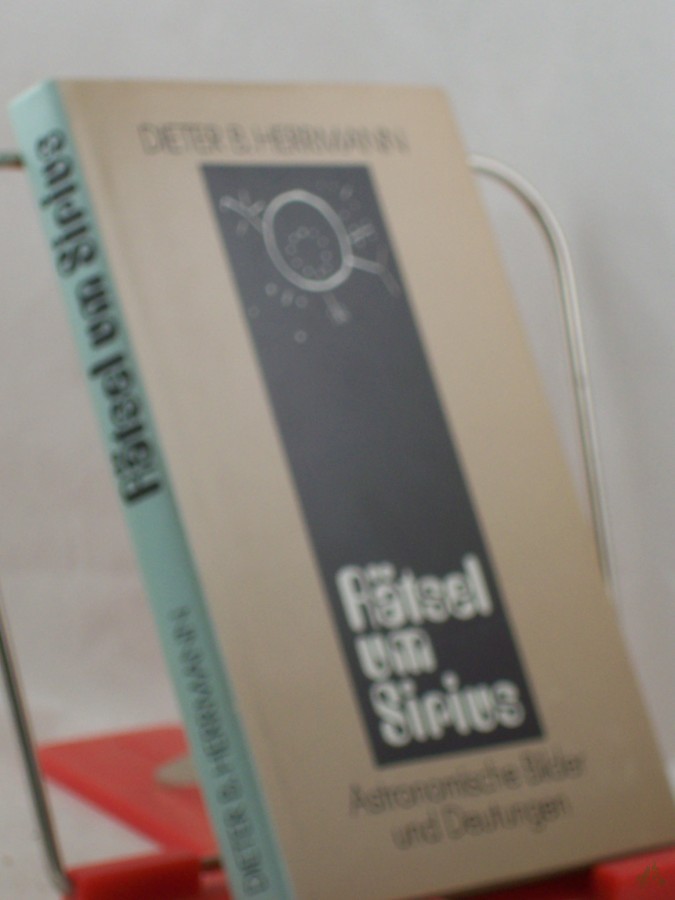 DIETER B. HERRMANN
Rätsel
um
Sirius
Astronomische Bilder
und Deutungen
Rätsel um Sirius
DIETER B. HERRMANN